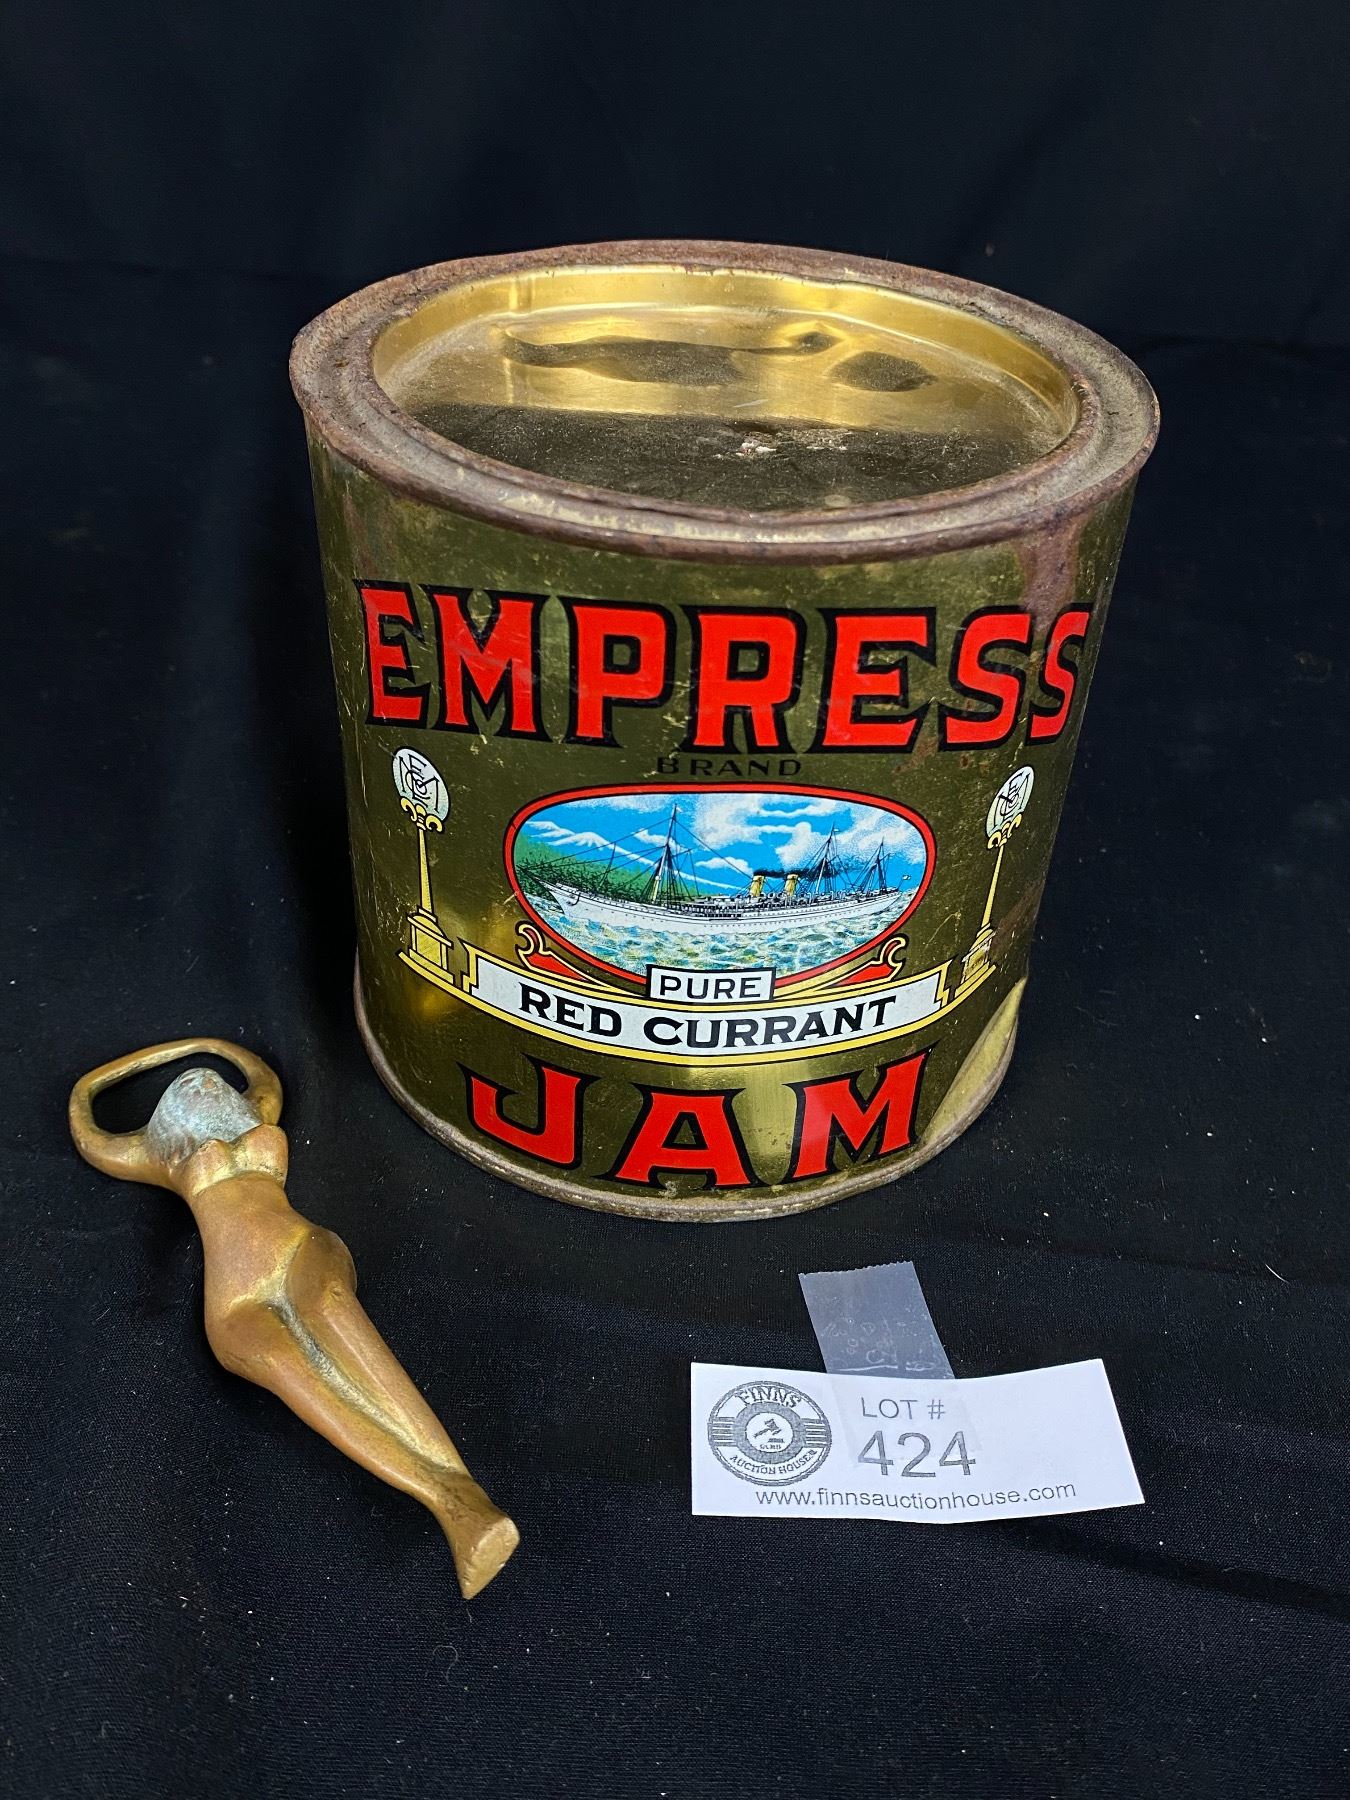 EMPRESS
BRAND
PURE
RED CURRANT
JAM
FINNS
AUCTION HOUSE
LOT #
424
www.finnsauctionhouse.com